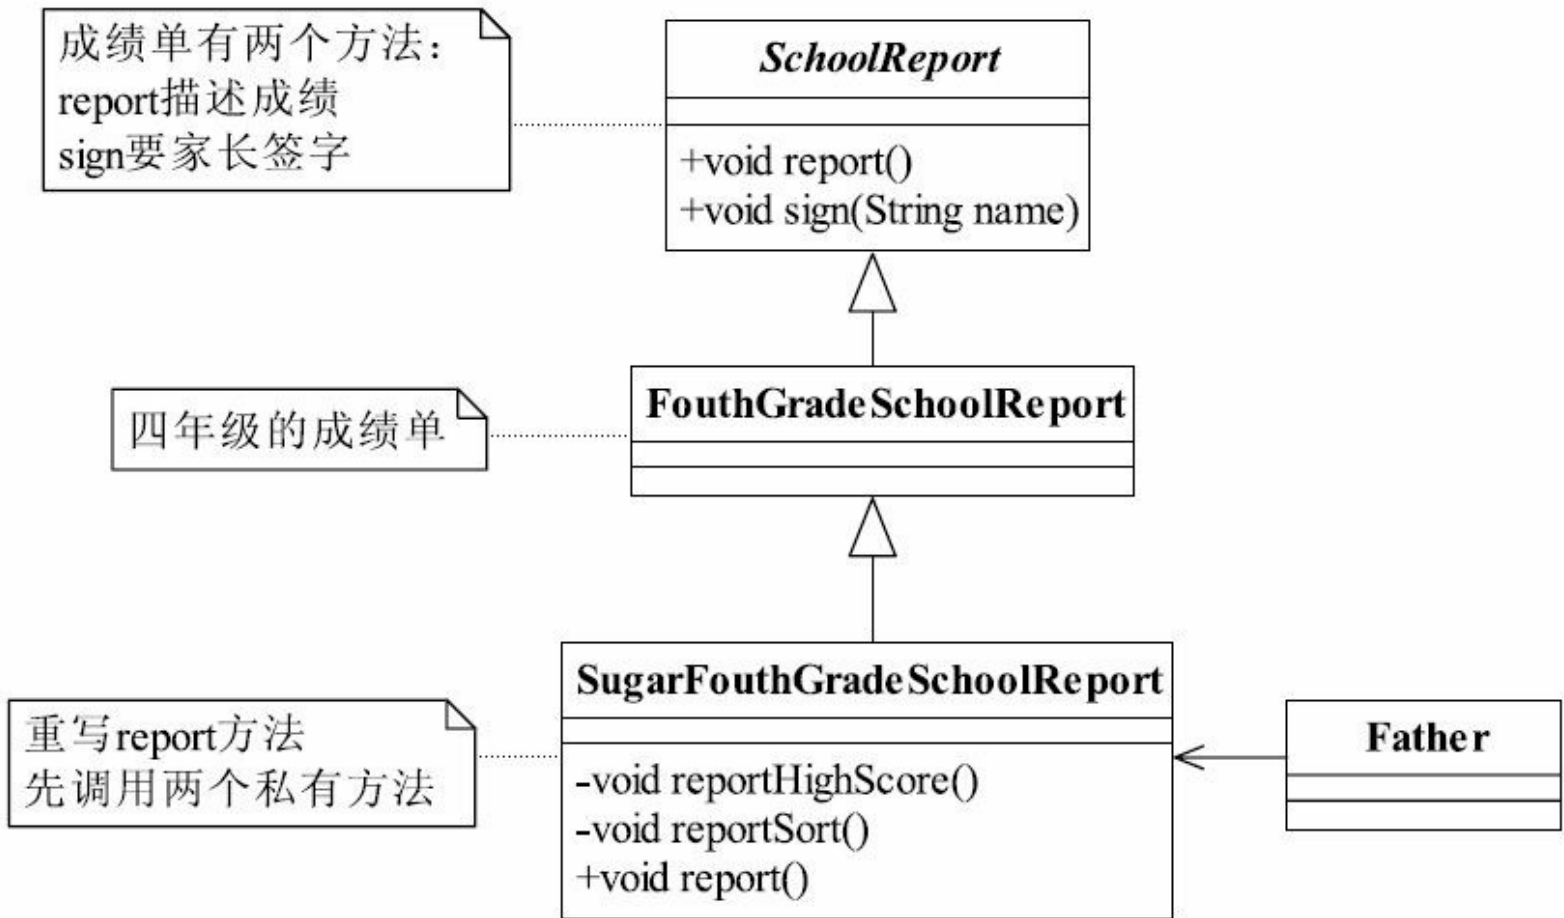 成绩单有两个方法:
report描述成绩
sign要家长签字
SchoolReport
+void report()
+void sign(String name)
四年级的成绩单
FouthGradeSchoolReport
重写report方法
先调用两个私有方法
SugarFouthGradeSchoolReport
-void reportHighScore()
-void reportSort()
+void report()
Father